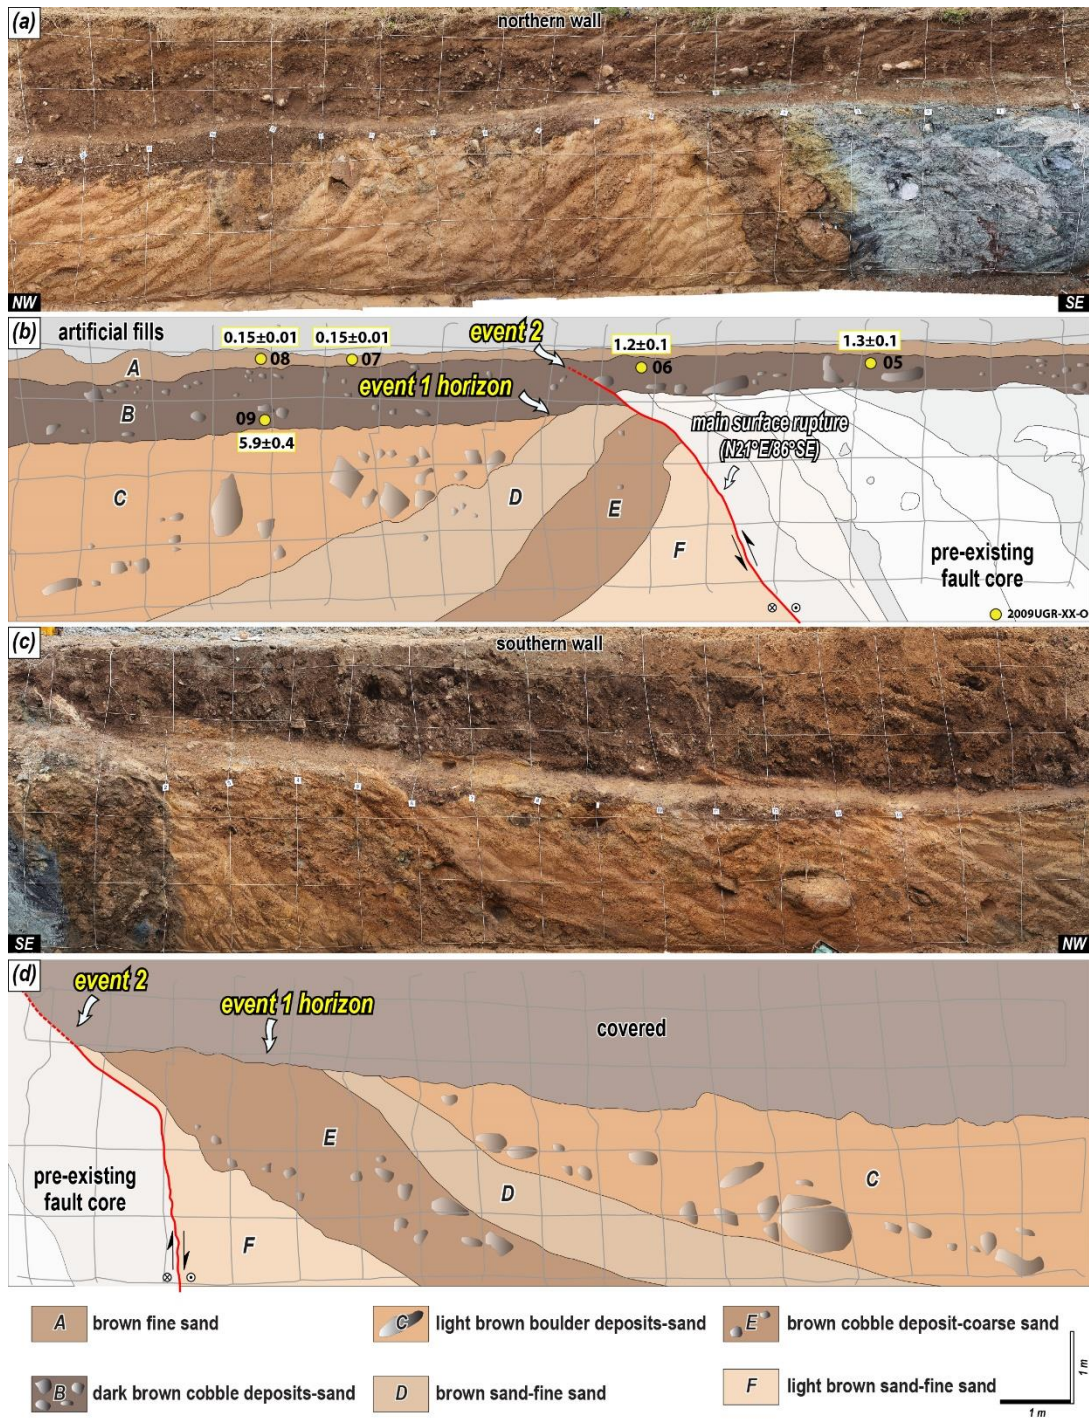 (a)
northern wall
NW
SE
(b)
artificial fills
0.15±0.01
0.15±0.01
event 2
1.2±0.1
1.3±0.1
A
08
07
06
05
event 1 horizon
B
09
5.9±0.4
main surface rupture
(N21°E/86°SE)
C
D
E
F
pre-existing
fault core
2009UGR-XX-O
(c)
southern wall
SE
NW
(d)
event 2
event 1 horizon
covered
E
pre-existing
fault core
D
C
F
A brown fine sand
C light brown boulder deposits-sand
E brown cobble deposit-coarse sand
B dark brown cobble deposits-sand
D brown sand-fine sand
F light brown sand-fine sand
1 m
1 m